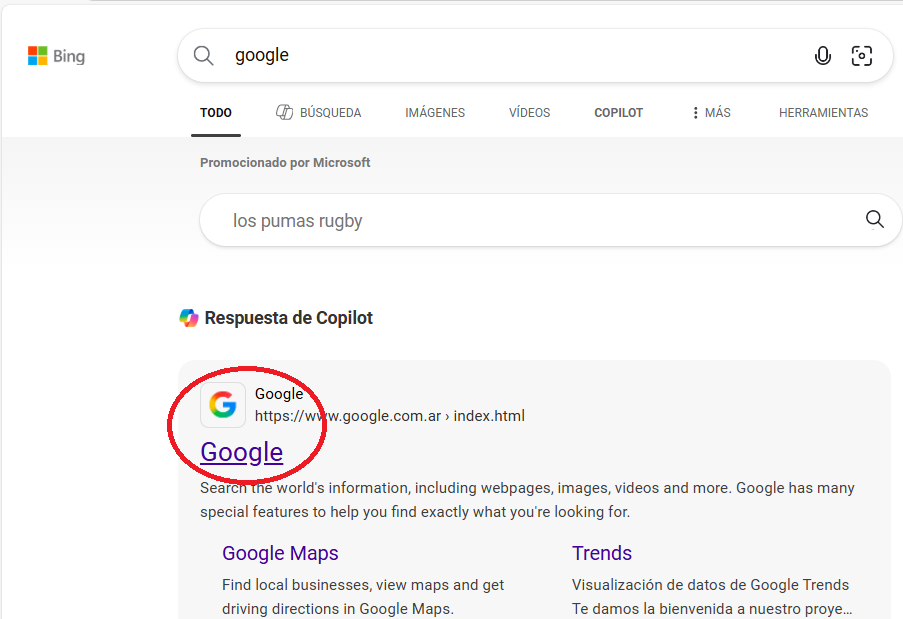 Bing
google
TODO BÚSQUEDA IMÁGENES VÍDEOS COPILOT MÁS HERRAMIENTAS
Promocionado por Microsoft
los pumas rugby
Respuesta de Copilot
Google
https://www.google.com.ar › index.html
Google
Search the world's information, including webpages, images, videos and more. Google has many
special features to help you find exactly what you're looking for.
Google Maps
Find local businesses, view maps and get
driving directions in Google Maps.
Trends
Visualización de datos de Google Trends
Te damos la bienvenida a nuestro proye...